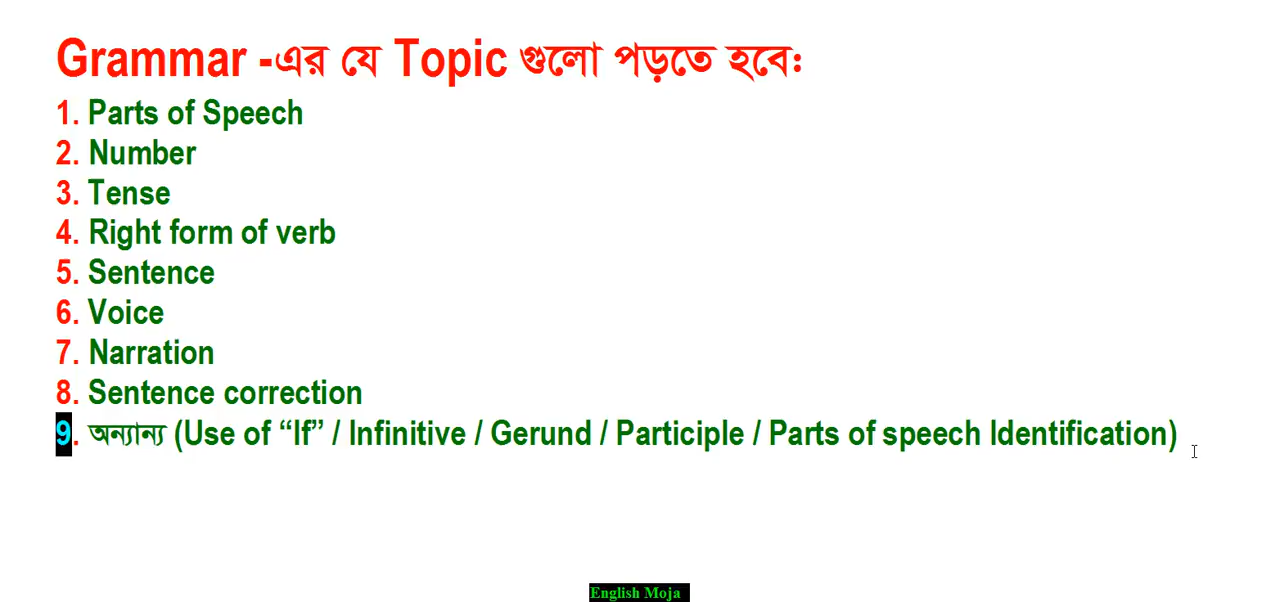 Grammar -এর যে Topic গুলো পড়তে হবে:
1. Parts of Speech
2. Number
3. Tense
4. Right form of verb
5. Sentence
6. Voice
7. Narration
8. Sentence correction
9. অন্যান্য (Use of “If” / Infinitive / Gerund / Participle / Parts of speech Identification)
English Moja